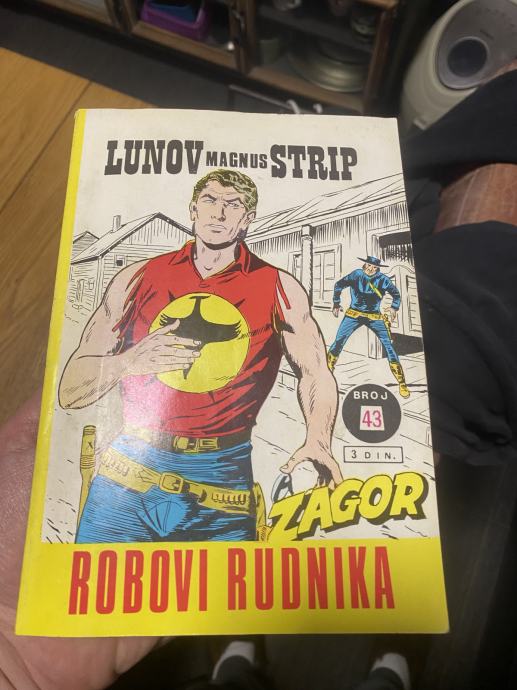 LUNOV MAGNUS STRIP
BROJ
43
3 DIN.
ZAGOR
ROBOVI RUDNIKA